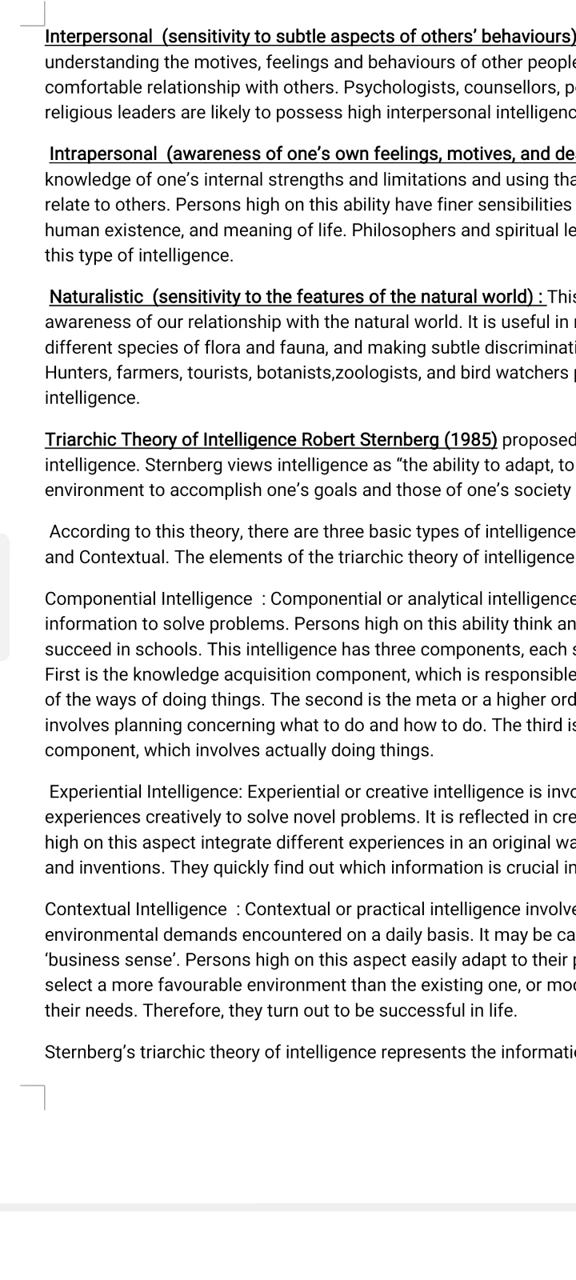 Interpersonal (sensitivity to subtle aspects of others’ behaviours)
understanding the motives, feelings and behaviours of other people
comfortable relationship with others. Psychologists, counsellors,
religious leaders are likely to possess high interpersonal
Intrapersonal (awareness of one’s own feelings, motives, and
knowledge of one’s internal strengths and limitations and using
relate to others. Persons high on this ability have finer sensibilities
human existence, and meaning of life. Philosophers and spiritual
this type of intelligence.
Naturalistic (sensitivity to the features of the natural world) : This
awareness of our relationship with the natural world. It is useful in
different species of flora and fauna, and making subtle
Hunters, farmers, tourists, botanists,zoologists, and bird watchers
intelligence.
Triarchic Theory of Intelligence Robert Sternberg (1985) proposed
intelligence. Sternberg views intelligence as “the ability to adapt, to
environment to accomplish one’s goals and those of one’s society
According to this theory, there are three basic types of intelligence
and Contextual. The elements of the triarchic theory of intelligence
Componential Intelligence : Componential or analytical intelligence
information to solve problems. Persons high on this ability think
succeed in schools. This intelligence has three components, each
First is the knowledge acquisition component, which is responsible
of the ways of doing things. The second is the meta or a higher
involves planning concerning what to do and how to do. The third is
component, which involves actually doing things.
Experiential Intelligence: Experiential or creative intelligence is
experiences creatively to solve novel problems. It is reflected in
high on this aspect integrate different experiences in an original
and inventions. They quickly find out which information is crucial in
Contextual Intelligence : Contextual or practical intelligence
environmental demands encountered on a daily basis. It may be
‘business sense’. Persons high on this aspect easily adapt to their
select a more favourable environment than the existing one, or
their needs. Therefore, they turn out to be successful in life.
Sternberg’s triarchic theory of intelligence represents the